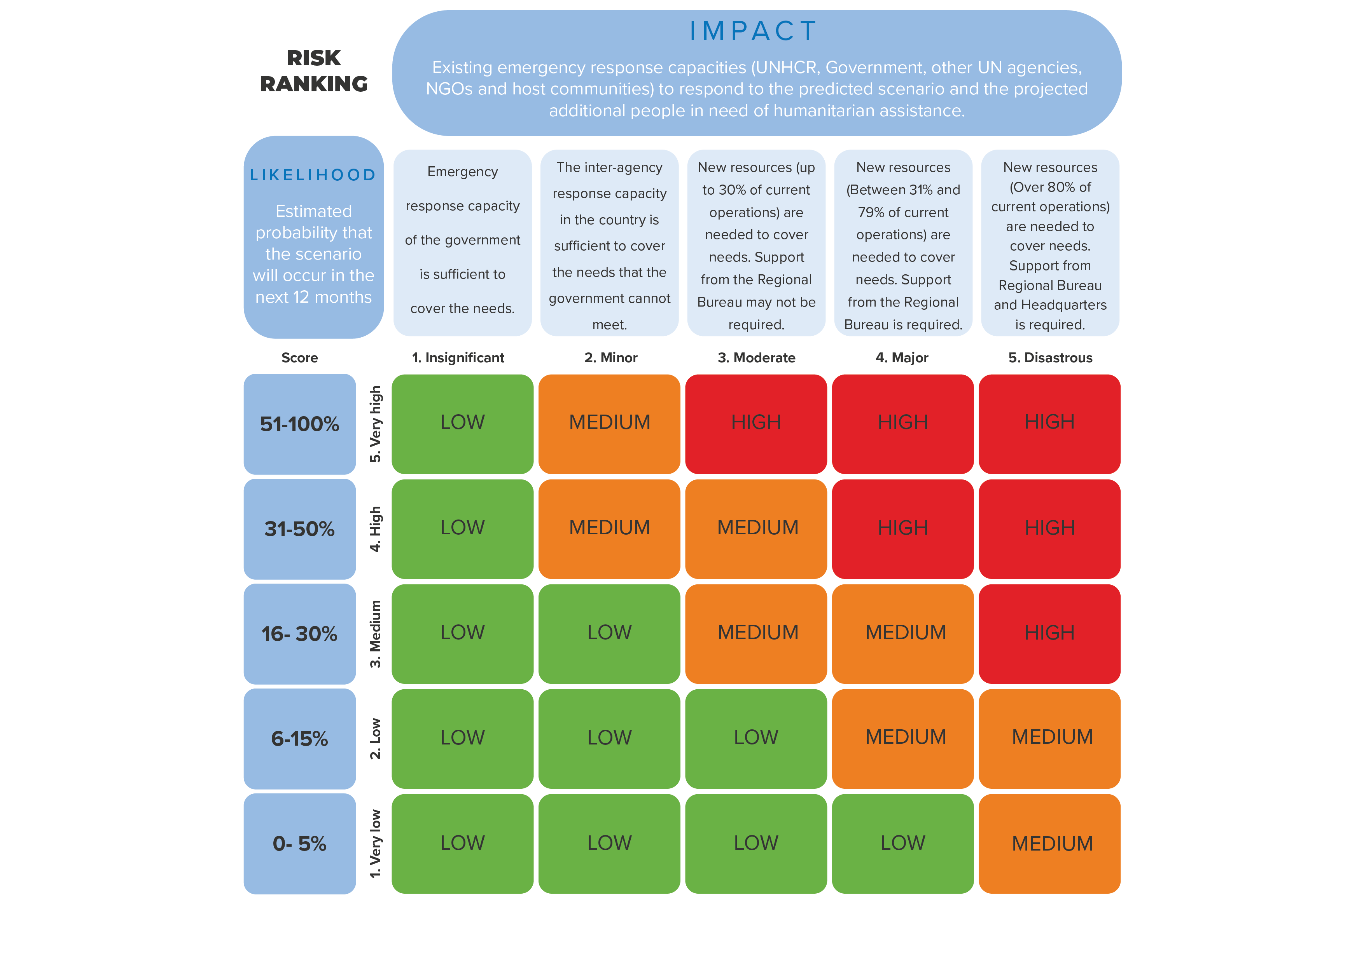 RISK
RANKING
IMPACT
Existing emergency response capacities (UNHCR, Government, other UN agencies,
NGOs and host communities) to respond to the predicted scenario and the projected
additional people in need of humanitarian assistance.
LIKELIHOOD
Estimated
probability that
the scenario
will occur in the
next 12 months
Emergency
response capacity
of the government
is sufficient to
cover the needs.
The inter-agency
response capacity
in the country is
sufficient to cover
the needs that the
government cannot
meet.
New resources (up
to 30% of current
operations) are
needed to cover
needs. Support
from the Regional
Bureau may not be
required.
New resources
(Between 31% and
79% of current
operations) are
needed to cover
needs. Support
from the Regional
Bureau is required.
New resources
(Over 80% of
current operations)
are needed to
cover needs.
Support from
Regional Bureau
and Headquarters
is required.
Score
1. Insignificant
2. Minor
3. Moderate
4. Major
5. Disastrous
51-100%
5. Very high
LOW
MEDIUM
HIGH
HIGH
HIGH
31-50%
4. High
LOW
MEDIUM
MEDIUM
HIGH
HIGH
16- 30%
3. Medium
LOW
LOW
MEDIUM
MEDIUM
HIGH
6-15%
2. Low
LOW
LOW
LOW
MEDIUM
MEDIUM
0- 5%
1. Very low
LOW
LOW
LOW
LOW
MEDIUM